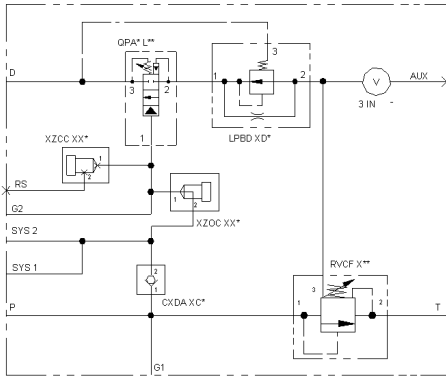 QPA* L**
3
D
3
2
1
2
AUX
V
3 IN -
LPBD XD*
1
XZCC XX*
1
2
RS
1
2
G2
XZOC XX*
SYS 2
SYS 1
2
1
RVCF X**
CXDA XC*
3
1
2
P
T
G1